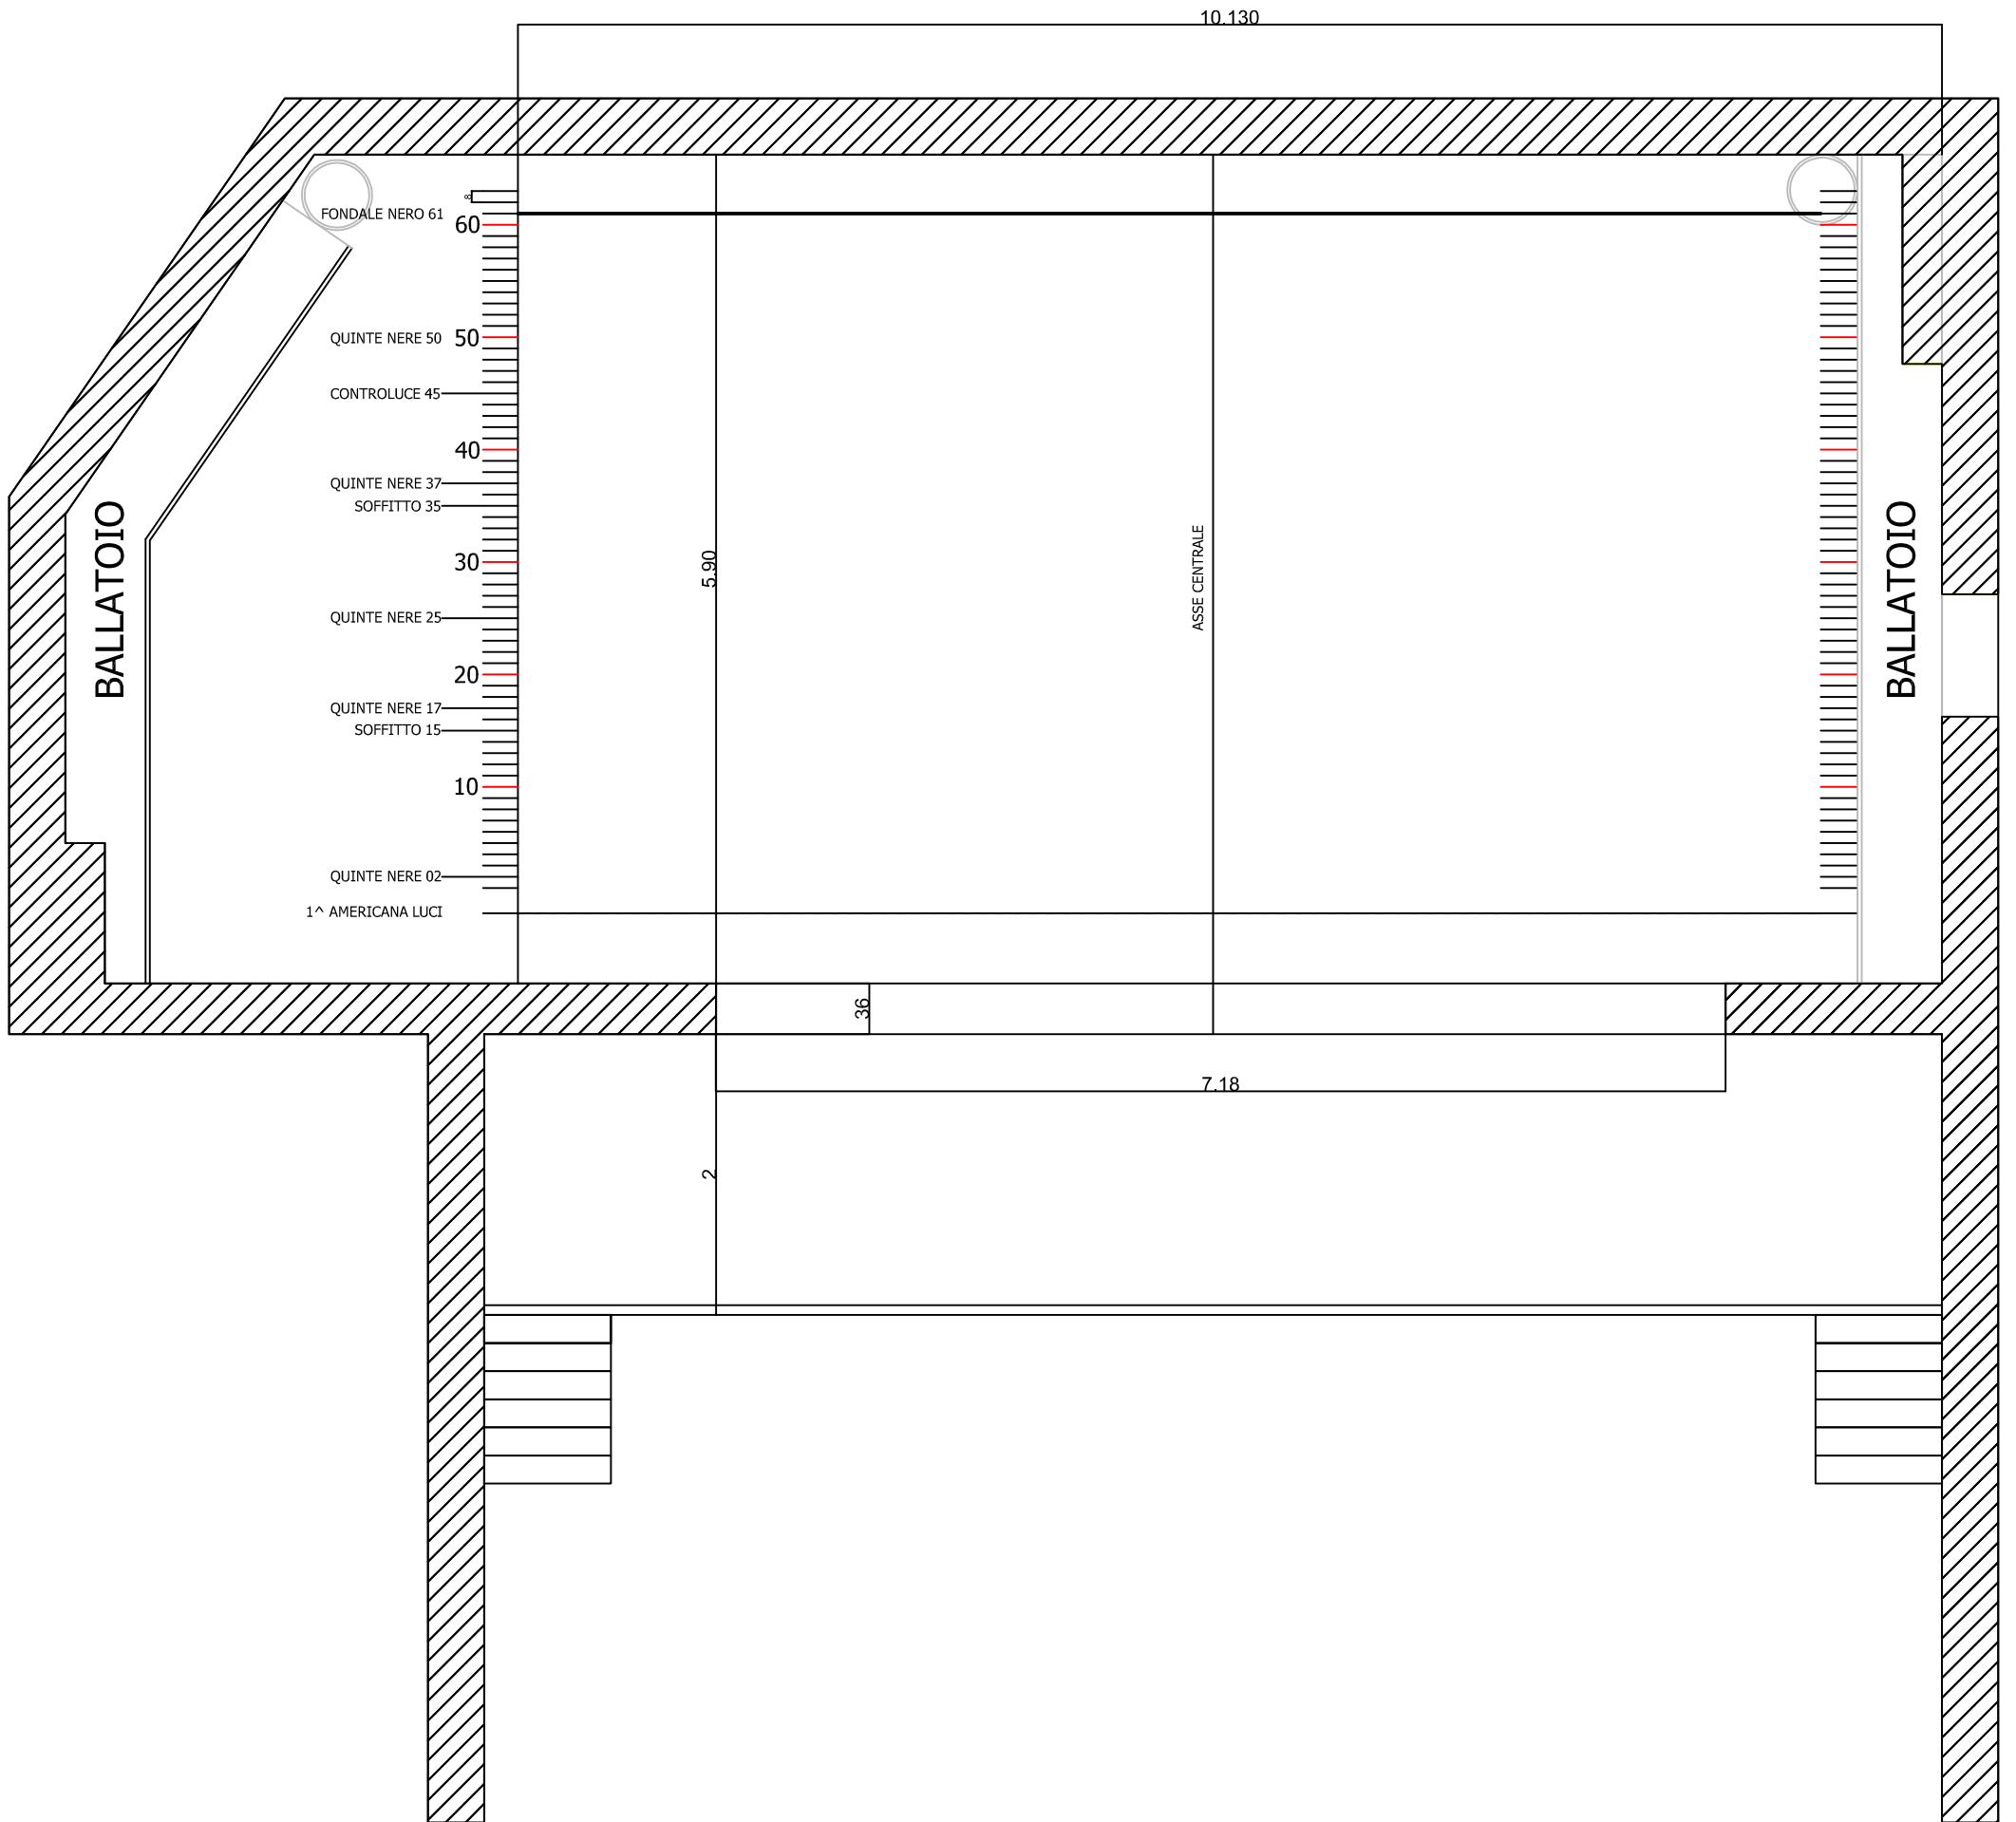 10.130
8
FONDALE NERO 61
60
QUINTE NERE 50
50
CONTROLUCE 45
40
QUINTE NERE 37
SOFFITTO 35
BALLATOIO
30
5.90
ASSE CENTRALE
BALLATOIO
QUINTE NERE 25
20
QUINTE NERE 17
SOFFITTO 15
10
QUINTE NERE 02
1^ AMERICANA LUCI
36
7.18
2